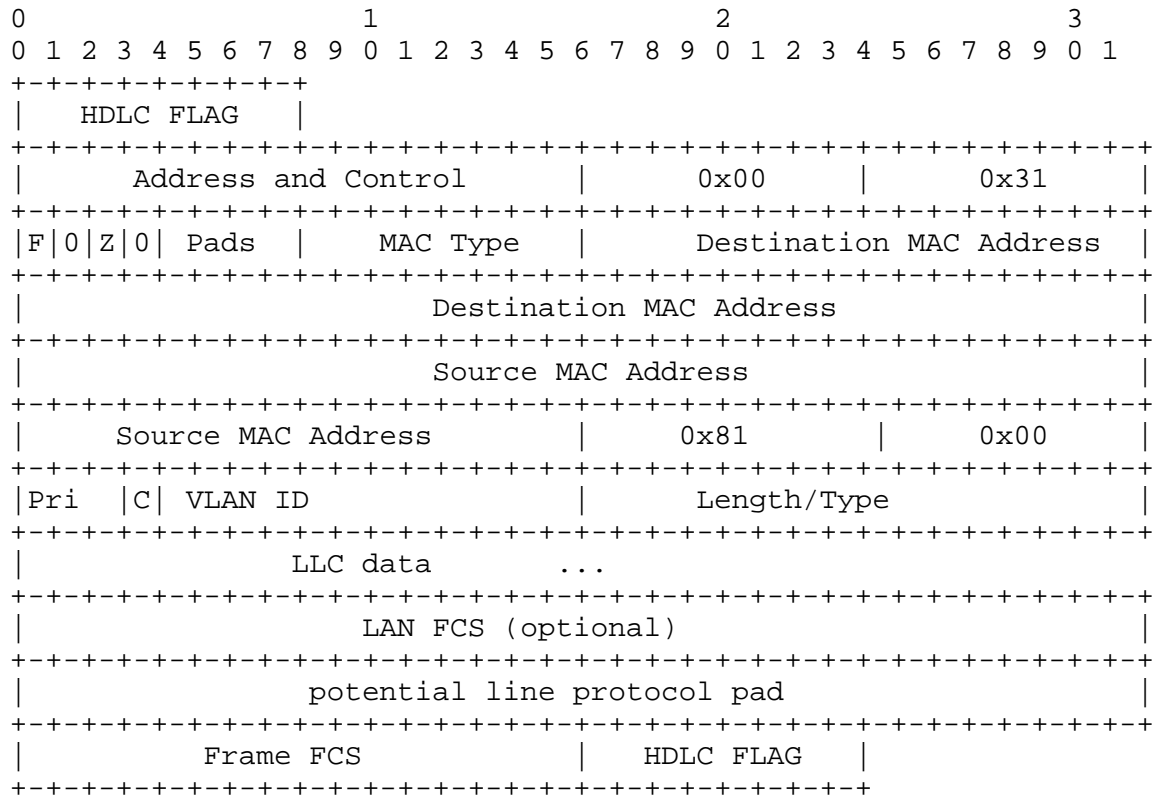 0                   1                   2                   3
0 1 2 3 4 5 6 7 8 9 0 1 2 3 4 5 6 7 8 9 0 1 2 3 4 5 6 7 8 9 0 1
+-+-+-+-+-+-+-+-+
|   HDLC FLAG   |
+-+-+-+-+-+-+-+-+-+-+-+-+-+-+-+-+-+-+-+-+-+-+-+-+-+-+-+-+-+-+-+-+
|      Address and Control      |      0x00     |      0x31     |
+-+-+-+-+-+-+-+-+-+-+-+-+-+-+-+-+-+-+-+-+-+-+-+-+-+-+-+-+-+-+-+-+
|F|0|Z|0| Pads  |    MAC Type   |      Destination MAC Address  |
+-+-+-+-+-+-+-+-+-+-+-+-+-+-+-+-+-+-+-+-+-+-+-+-+-+-+-+-+-+-+-+-+
|                       Destination MAC Address                 |
+-+-+-+-+-+-+-+-+-+-+-+-+-+-+-+-+-+-+-+-+-+-+-+-+-+-+-+-+-+-+-+-+
|                       Source MAC Address                      |
+-+-+-+-+-+-+-+-+-+-+-+-+-+-+-+-+-+-+-+-+-+-+-+-+-+-+-+-+-+-+-+-+
|     Source MAC Address        |     0x81       |     0x00     |
+-+-+-+-+-+-+-+-+-+-+-+-+-+-+-+-+-+-+-+-+-+-+-+-+-+-+-+-+-+-+-+-+
|Pri  |C| VLAN ID               |      Length/Type              |
+-+-+-+-+-+-+-+-+-+-+-+-+-+-+-+-+-+-+-+-+-+-+-+-+-+-+-+-+-+-+-+-+
|               LLC data       ...
+-+-+-+-+-+-+-+-+-+-+-+-+-+-+-+-+-+-+-+-+-+-+-+-+-+-+-+-+-+-+-+-+
|                   LAN FCS (optional)                          |
+-+-+-+-+-+-+-+-+-+-+-+-+-+-+-+-+-+-+-+-+-+-+-+-+-+-+-+-+-+-+-+-+
|                potential line protocol pad                    |
+-+-+-+-+-+-+-+-+-+-+-+-+-+-+-+-+-+-+-+-+-+-+-+-+-+-+-+-+-+-+-+-+
|          Frame FCS            |   HDLC FLAG   |
+-+-+-+-+-+-+-+-+-+-+-+-+-+-+-+-+-+-+-+-+-+-+-+-+